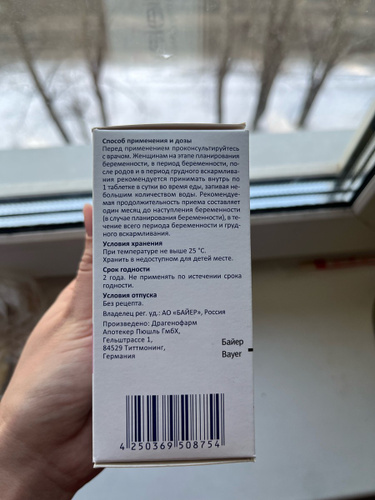 Способ применения и дозы
Перед применением проконсультируйтесь
с врачом. Женщинам на этапе планирования
беременности, в период беременности, по-
сле родов и в период грудного вскармлива-
ния рекомендуется принимать внутрь по
1 таблетке в сутки во время еды, запивая не-
большим количеством воды. Рекомендуе-
мая продолжительность приема составляет
один месяц до наступления беременности
(в случае планирования беременности), в те-
чение всего периода беременности и груд-
ного вскармливания.
Условия хранения
При температуре не выше 25 °С.
Хранить в недоступном для детей месте.
Срок годности
2 года. Не применять по истечении срока
годности.
Условия отпуска
Без рецепта.
Владелец рег. уд.: АО «БАЙЕР», Россия
Произведено: Драгенофарм
Апотекер Пюшль ГмбХ,
Гельштрассе 1,
84529 Титтмонинг,
Германия
Байер
Bayer
4 250369 508754